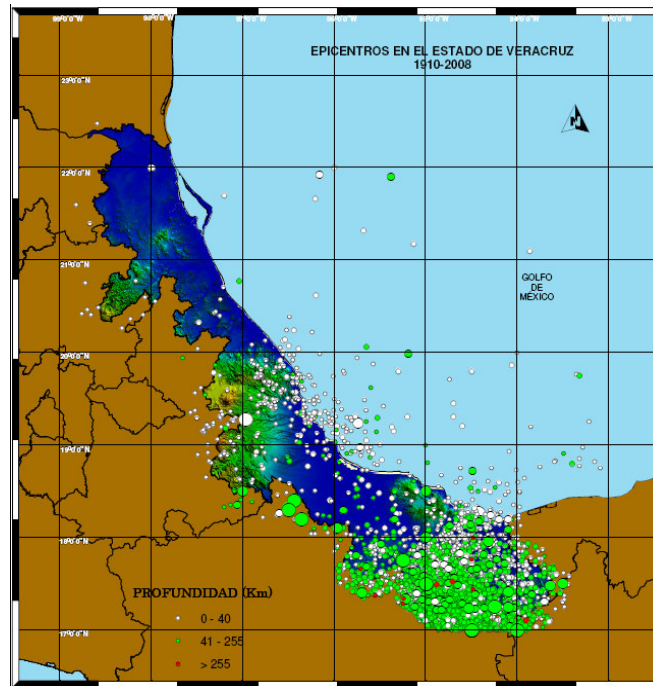 EPICENTROS EN EL ESTADO DE VERACRUZ
1910-2008
N
23°0'0"N
22°0'0"N
21°0'0"N
GOLFO
DE
MÉXICO
20°0'0"N
19°0'0"N
18°0'0"N
PROFUNDIDAD (Km)
0 - 40
17°0'0"N
41 - 255
> 255